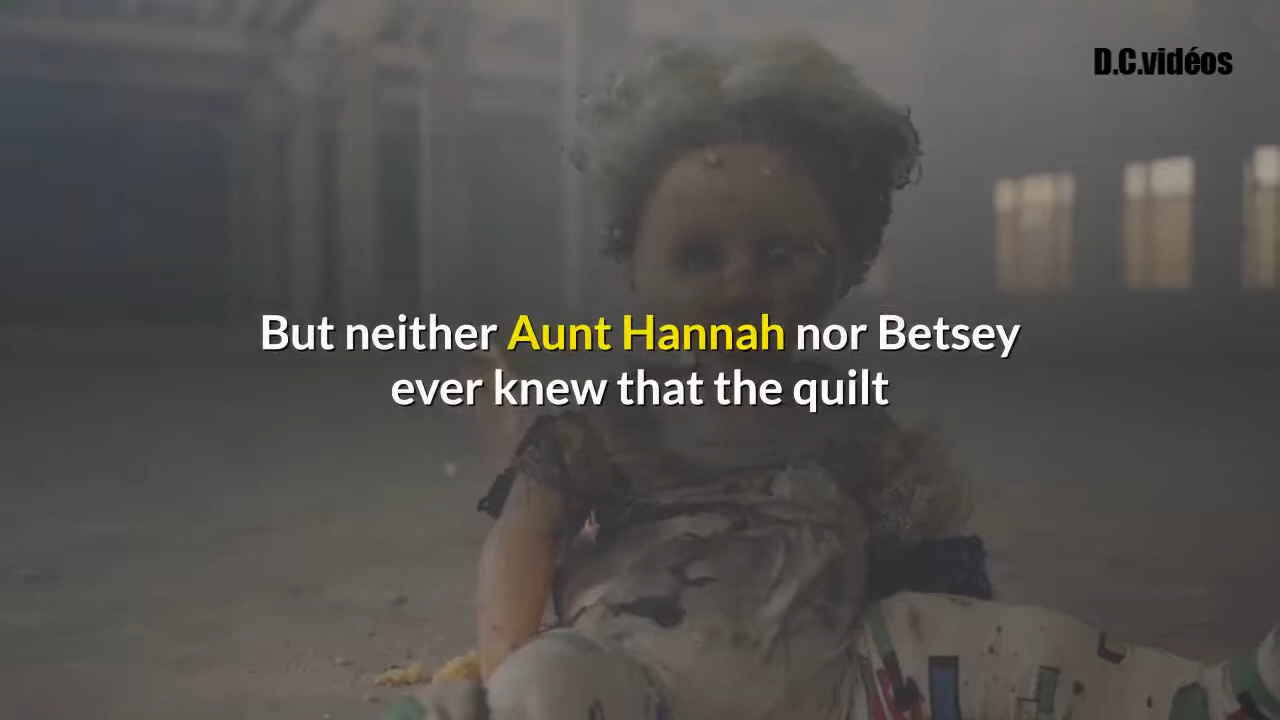 D.C.vidéos
But neither Aunt Hannah nor Betsey
ever knew that the quilt